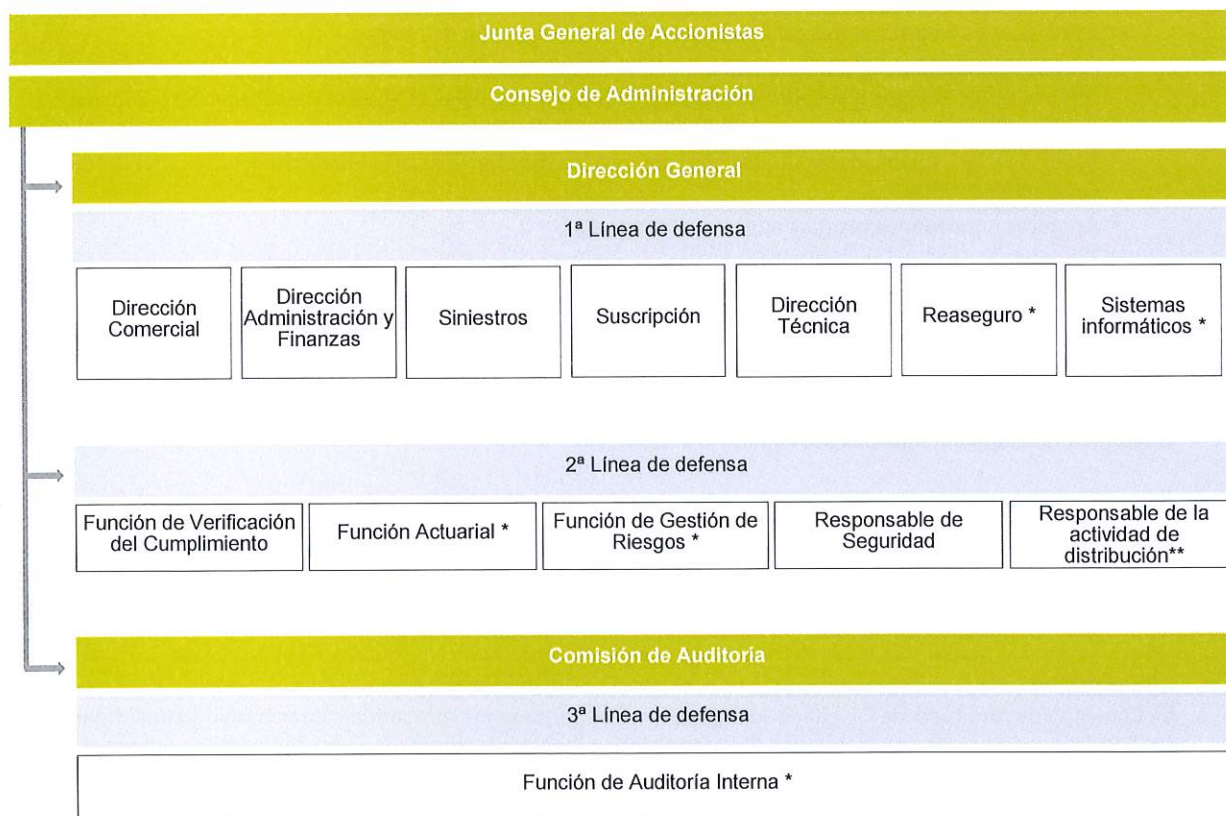 Junta General de Accionistas
Consejo de Administración
Dirección General
1ª Línea de defensa
Dirección
Comercial
Dirección
Administración y
Finanzas
Siniestros
Suscripción
Dirección
Técnica
Reaseguro *
Sistemas
informáticos *
2ª Línea de defensa
Función de Verificación
del Cumplimiento
Función Actuarial *
Función de Gestión de
Riesgos *
Responsable de
Seguridad
Responsable de la
actividad de
distribución**
Comisión de Auditoría
3ª Línea de defensa
Función de Auditoría Interna *